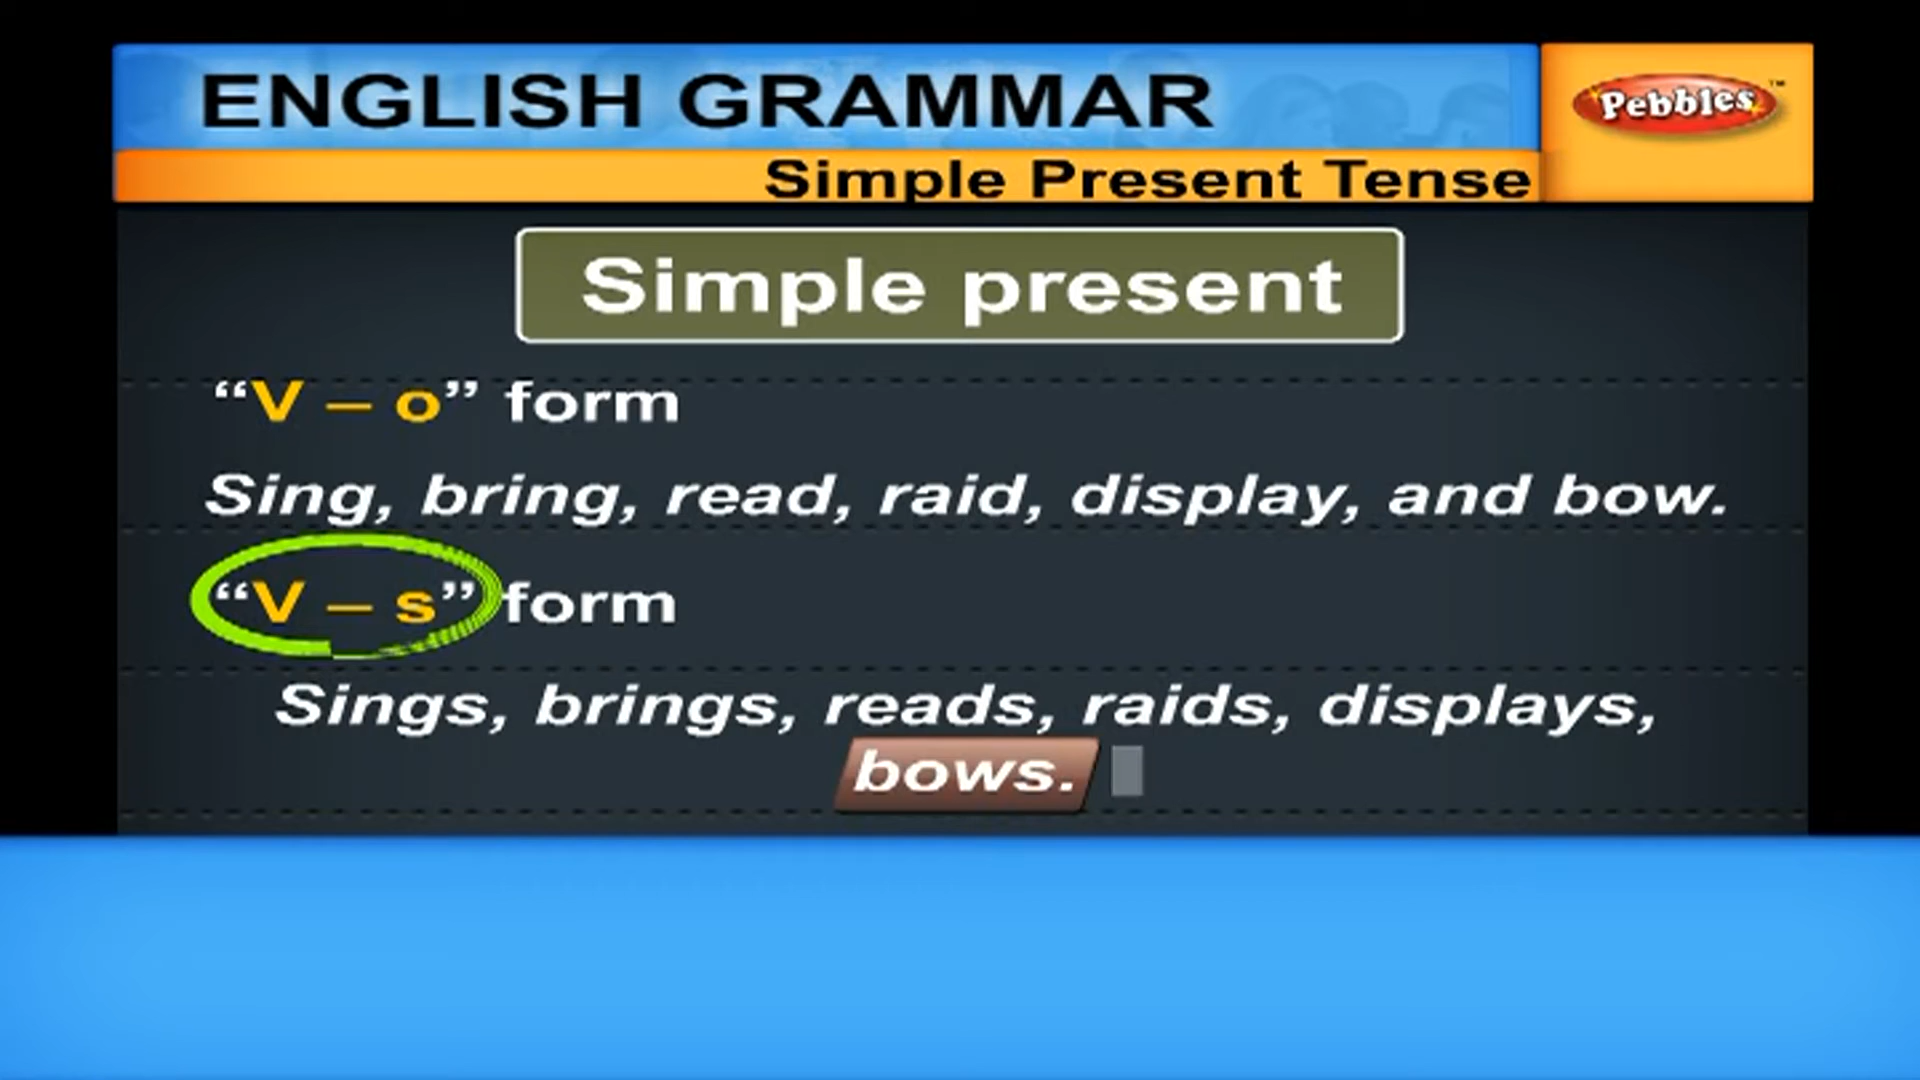 ENGLISH GRAMMAR
Pebbles™
Simple Present Tense
Simple present
“V – o” form
Sing, bring, read, raid, display, and bow.
“V – s” form
Sings, brings, reads, raids, displays,
bows.